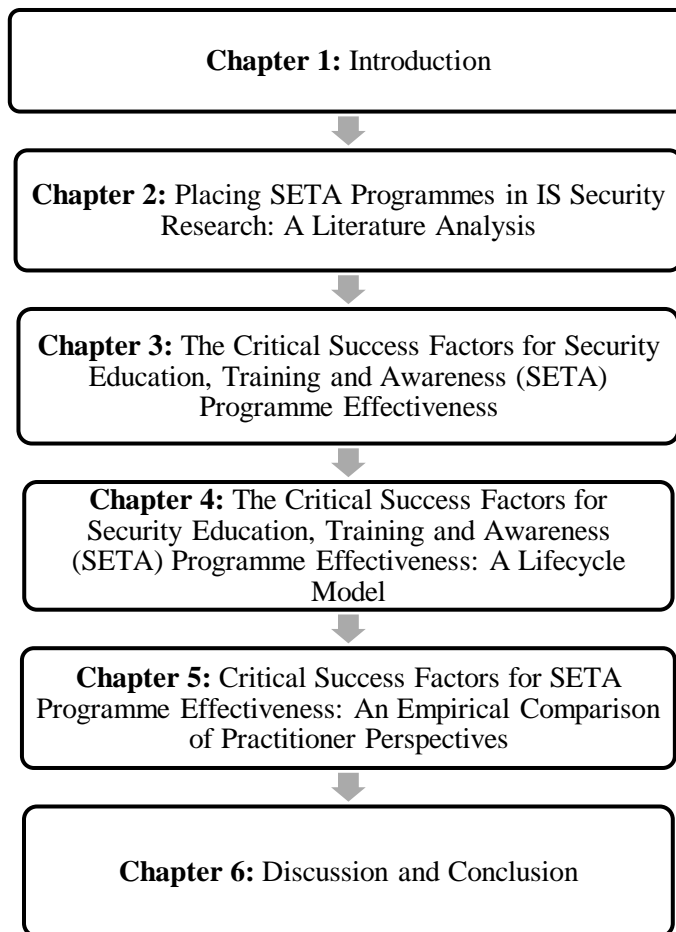 Chapter 1: Introduction
Chapter 2: Placing SETA Programmes in IS Security
Research: A Literature Analysis
Chapter 3: The Critical Success Factors for Security
Education, Training and Awareness (SETA)
Programme Effectiveness
Chapter 4: The Critical Success Factors for
Security Education, Training and Awareness
(SETA) Programme Effectiveness: A Lifecycle
Model
Chapter 5: Critical Success Factors for SETA
Programme Effectiveness: An Empirical Comparison
of Practitioner Perspectives
Chapter 6: Discussion and Conclusion